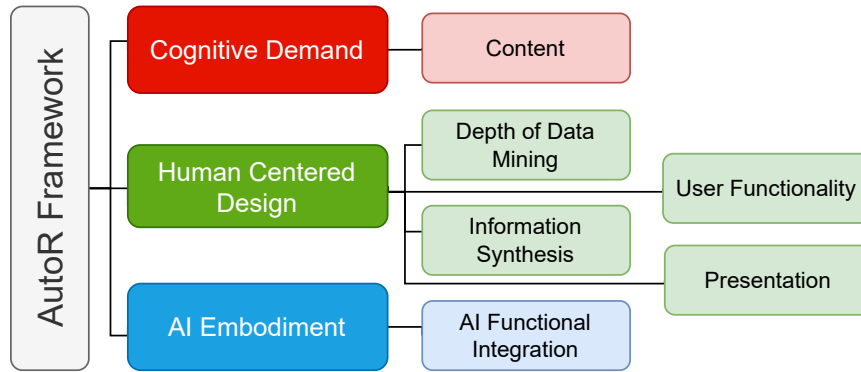 AutoR Framework
Cognitive Demand
Content
Human Centered
Design
Depth of Data
Mining
User Functionality
Information
Synthesis
Presentation
AI Embodiment
AI Functional
Integration